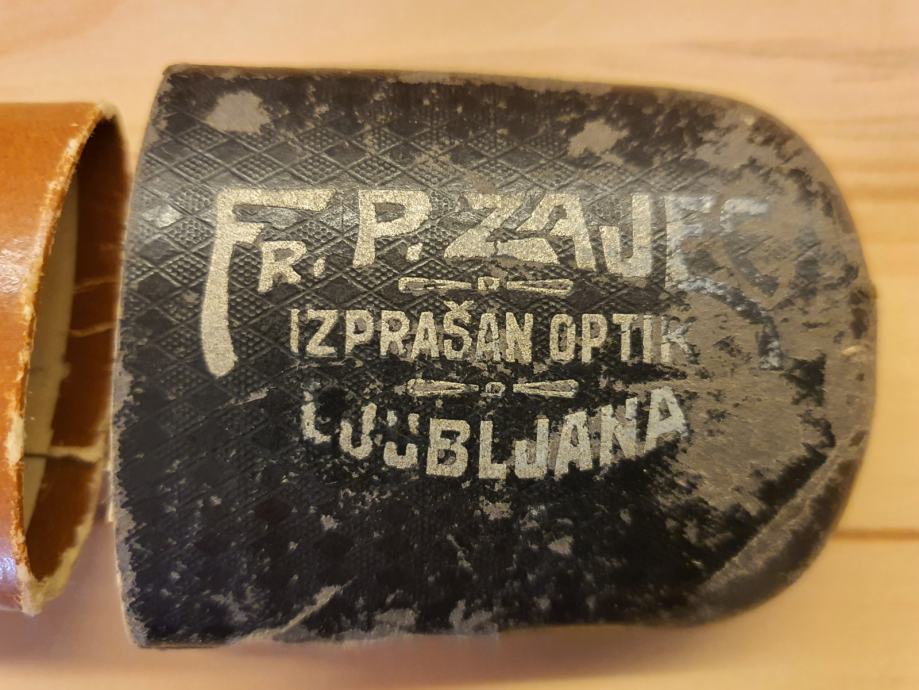 FR. P. ZAJEC
IZPRAŠAN OPTIK
LJUBLJANA